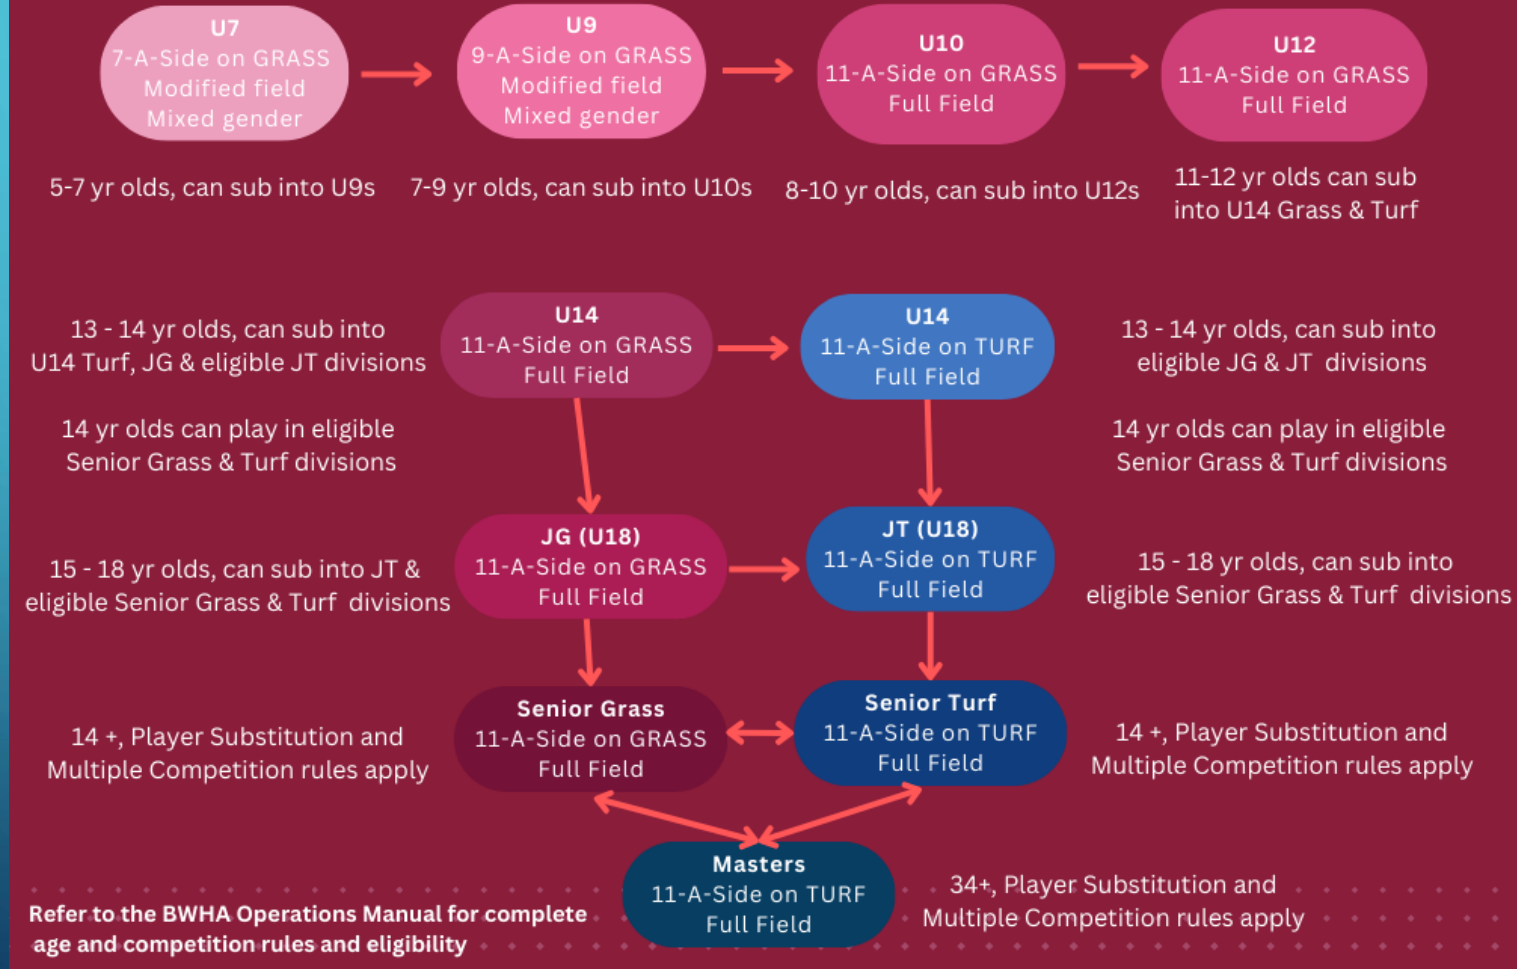 U7
7-A-Side on GRASS
Modified field
Mixed gender
U9
9-A-Side on GRASS
Modified field
Mixed gender
U10
11-A-Side on GRASS
Full Field
U12
11-A-Side on GRASS
Full Field
5-7 yr olds, can sub into U9s
7-9 yr olds, can sub into U10s
8-10 yr olds, can sub into U12s
11-12 yr olds can sub
into U14 Grass & Turf
13 - 14 yr olds, can sub into
U14 Turf, JG & eligible JT divisions
14 yr olds can play in eligible
Senior Grass & Turf divisions
U14
11-A-Side on GRASS
Full Field
U14
11-A-Side on TURF
Full Field
13 - 14 yr olds, can sub into
eligible JG & JT divisions
14 yr olds can play in eligible
Senior Grass & Turf divisions
15 - 18 yr olds, can sub into JT &
eligible Senior Grass & Turf divisions
JG (U18)
11-A-Side on GRASS
Full Field
JT (U18)
11-A-Side on TURF
Full Field
15 - 18 yr olds, can sub into
eligible Senior Grass & Turf divisions
14 +, Player Substitution and
Multiple Competition rules apply
Senior Grass
11-A-Side on GRASS
Full Field
Senior Turf
11-A-Side on TURF
Full Field
14 +, Player Substitution and
Multiple Competition rules apply
Masters
11-A-Side on TURF
Full Field
34+, Player Substitution and
Multiple Competition rules apply
Refer to the BWHA Operations Manual for complete
age and competition rules and eligibility